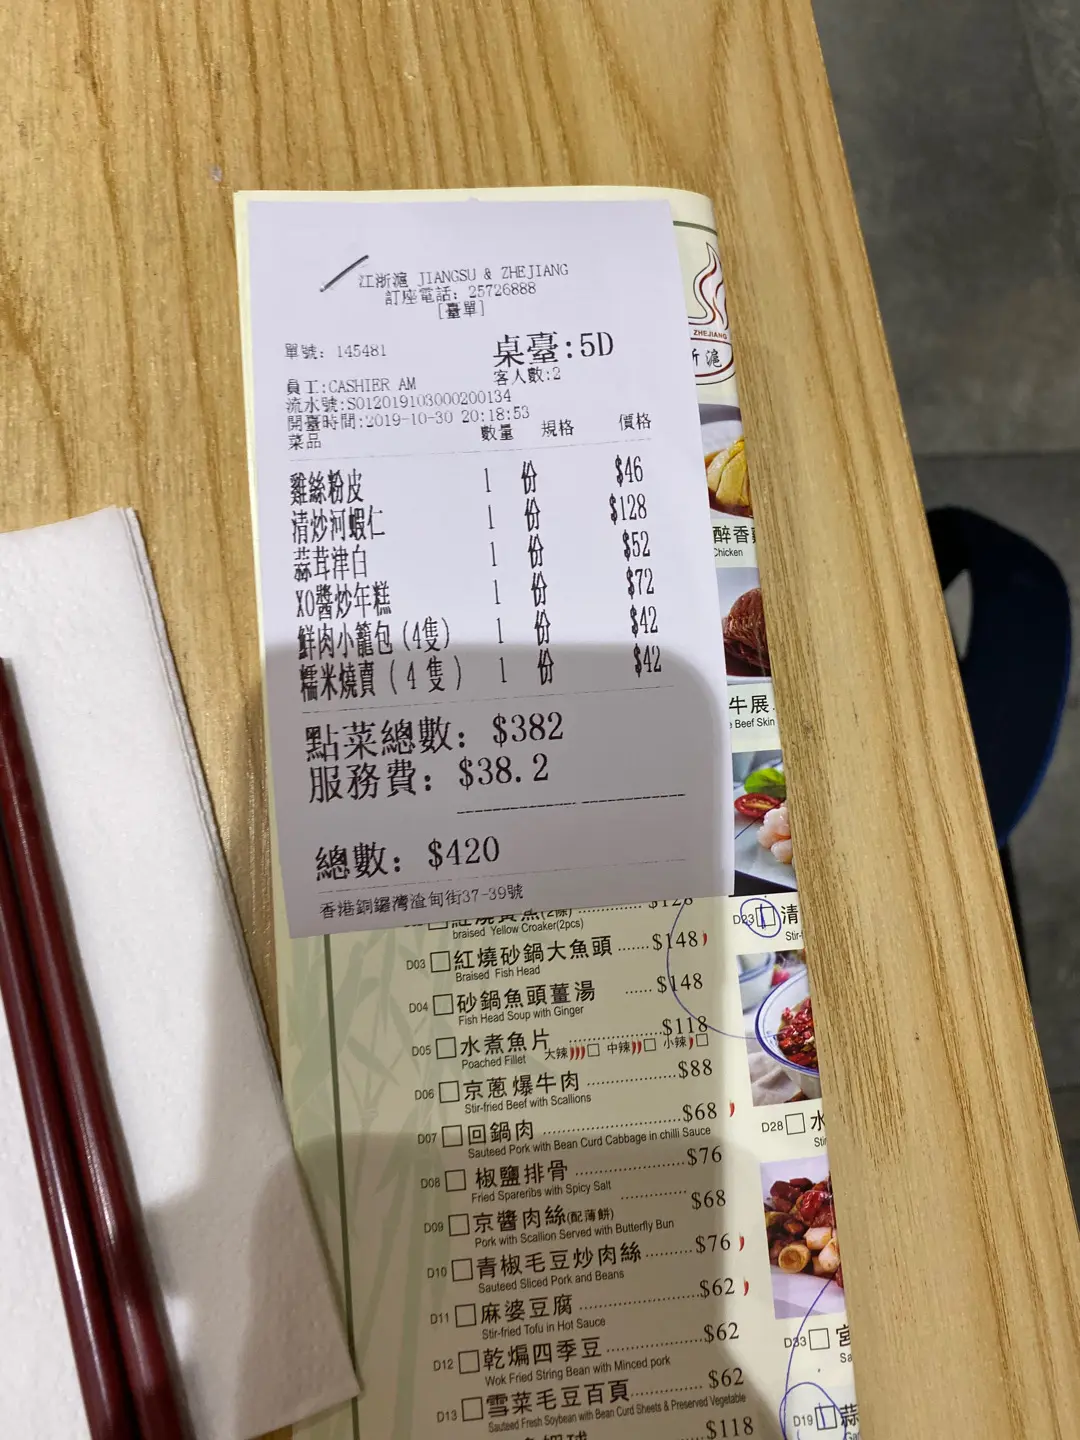 江浙滬 JIANGSU & ZHEJIANG
訂座電話: 25726888
[臺單]
單號: 145481
桌臺:5D
員工:CASHIER AM
客人數:2
流水號:S012019103000200134
開臺時間:2019-10-30 20:18:53
菜品 數量 規格 價格
雞絲粉皮 1 份 $46
清炒河蝦仁 1 份 $128
蒜茸津白 1 份 $52
XO醬炒年糕 1 份 $72
鮮肉小籠包(4隻) 1 份 $42
糯米燒賣(4隻) 1 份 $42
點菜總數: $382
服務費: $38.2
總數: $420
香港銅鑼灣渣甸街37-39號
ZHEJIANG
浙滬
醉香
Chicken
牛展
Beef Skin
$128
braised Yellow Croaker(2pcs)
D03 紅燒砂鍋大魚頭 ...... $148
Braised Fish Head
D04 砂鍋魚頭薑湯 ...... $148
Fish Head Soup with Ginger
D05 水煮魚片 ...... $118
Poached Fillet 大辣 中辣 小辣
D06 京蔥爆牛肉 ...... $88
Stir-fried Beef with Scallions
D07 回鍋肉 ...... $68
Sauteed Pork with Bean Curd Cabbage in chilli Sauce
D08 椒鹽排骨 ...... $76
Fried Spareribs with Spicy Salt
D09 京醬肉絲(配薄餅) ...... $68
Pork with Scallion Served with Butterfly Bun
D10 青椒毛豆炒肉絲 ...... $76
Sauteed Sliced Pork and Beans
D11 麻婆豆腐 ...... $62
Stir-fried Tofu in Hot Sauce
D12 乾煸四季豆 ...... $62
Wok Fried String Bean with Minced pork
D13 雪菜毛豆百頁 ...... $62
Sauteed Fresh Soybean with Bean Curd Sheets & Preserved Vegetable
$118
D23 清
Stir-
D28 水
D33 宮
D19 蒜